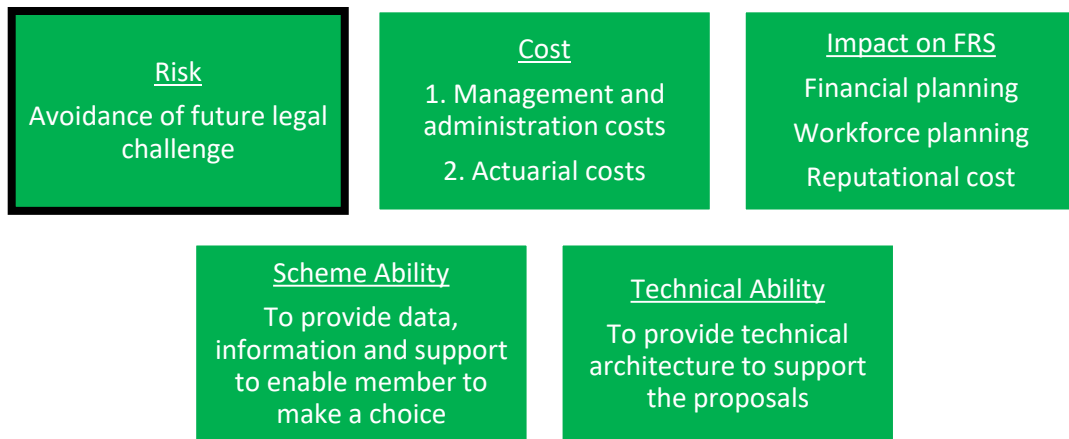 Risk
Avoidance of future legal
challenge
Cost
1. Management and
administration costs
2. Actuarial costs
Impact on FRS
Financial planning
Workforce planning
Reputational cost
Scheme Ability
To provide data,
information and support
to enable member to
make a choice
Technical Ability
To provide technical
architecture to support
the proposals